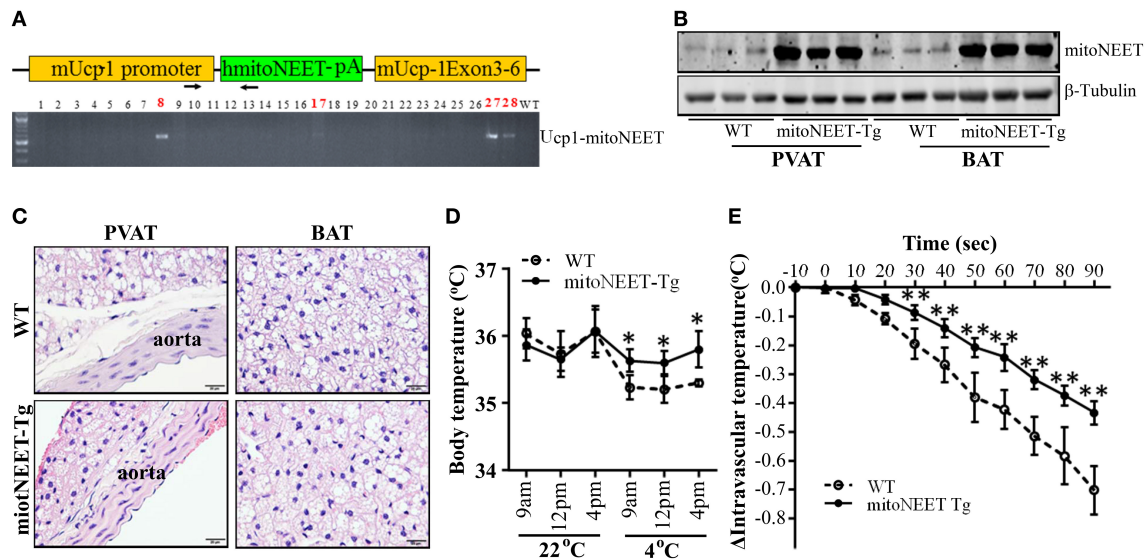 A
mUcp1 promoter
hmitoNEET-pA
mUcp-1Exon3-6
1 2 3 4 5 6 7 8 9 10 11 12 13 14 15 16 17 18 19 20 21 22 23 24 25 26 27 28 WT
Ucp1-mitoNEET
B
mitoNEET
β-Tubulin
WT mitoNEET-Tg WT mitoNEET-Tg
PVAT BAT
C
PVAT BAT
WT
aorta
miotNEET-Tg
aorta
D
WT
mitoNEET-Tg
Body temperature (°C)
37
36
35
34
9am 12pm 4pm 9am 12pm 4pm
22°C 4°C
* * *
E
Time (sec)
-10 0 10 20 30 40 50 60 70 80 90
ΔIntravascular temperature(°C)
0.0
-0.1
-0.2
-0.3
-0.4
-0.5
-0.6
-0.7
-0.8
** ** ** ** ** ** **
WT
mitoNEET Tg